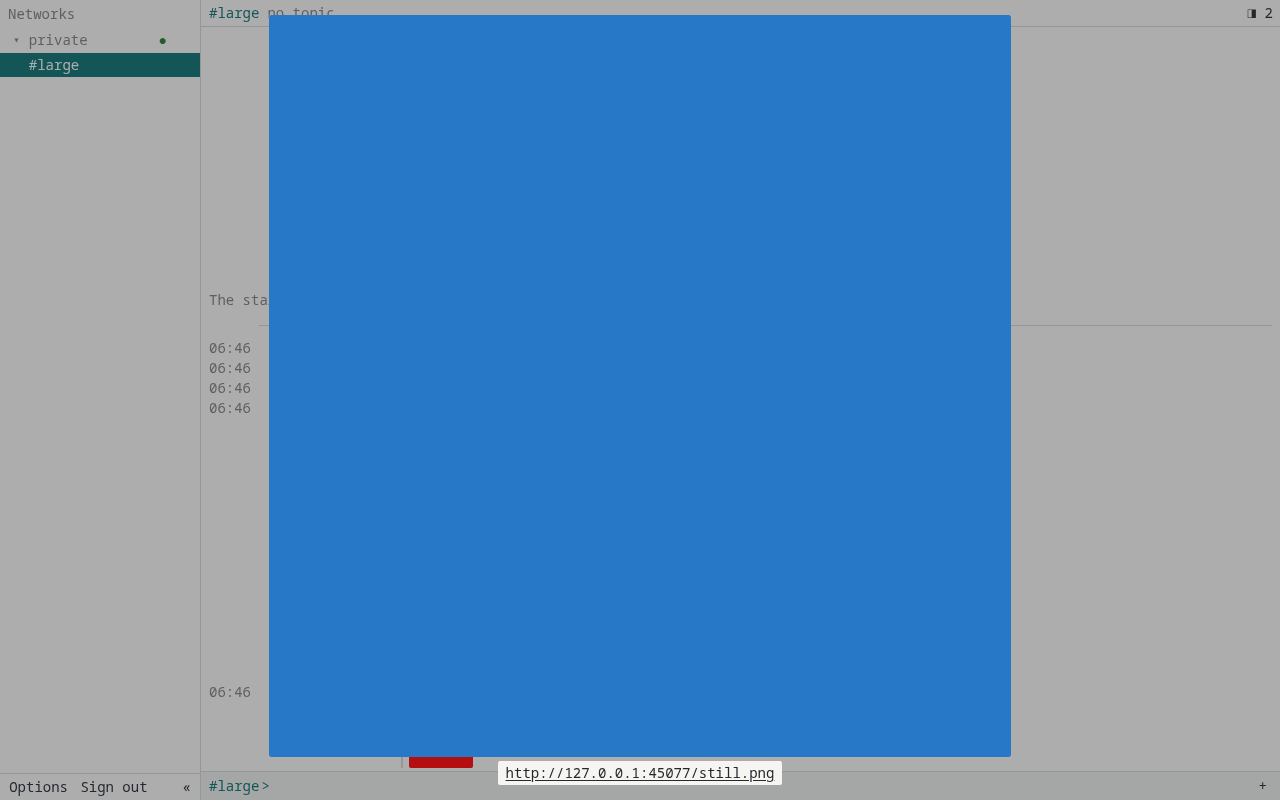 Networks
▾ private ●
#large
#large no topic
◨ 2
The
06:46
06:46
06:46
06:46
06:46
http://127.0.0.1:45077/still.png
Options Sign out «
#large> +